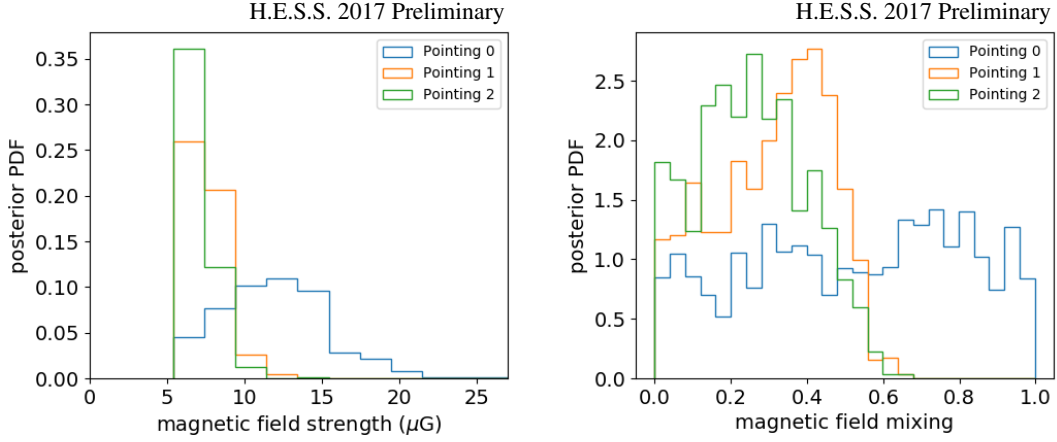 H.E.S.S. 2017 Preliminary
Pointing 0
Pointing 1
Pointing 2
0.35
0.30
0.25
0.20
0.15
0.10
0.05
0.00
posterior PDF
0
5
10
15
20
25
magnetic field strength (μG)
H.E.S.S. 2017 Preliminary
Pointing 0
Pointing 1
Pointing 2
2.5
2.0
1.5
1.0
0.5
0.0
posterior PDF
0.0
0.2
0.4
0.6
0.8
1.0
magnetic field mixing